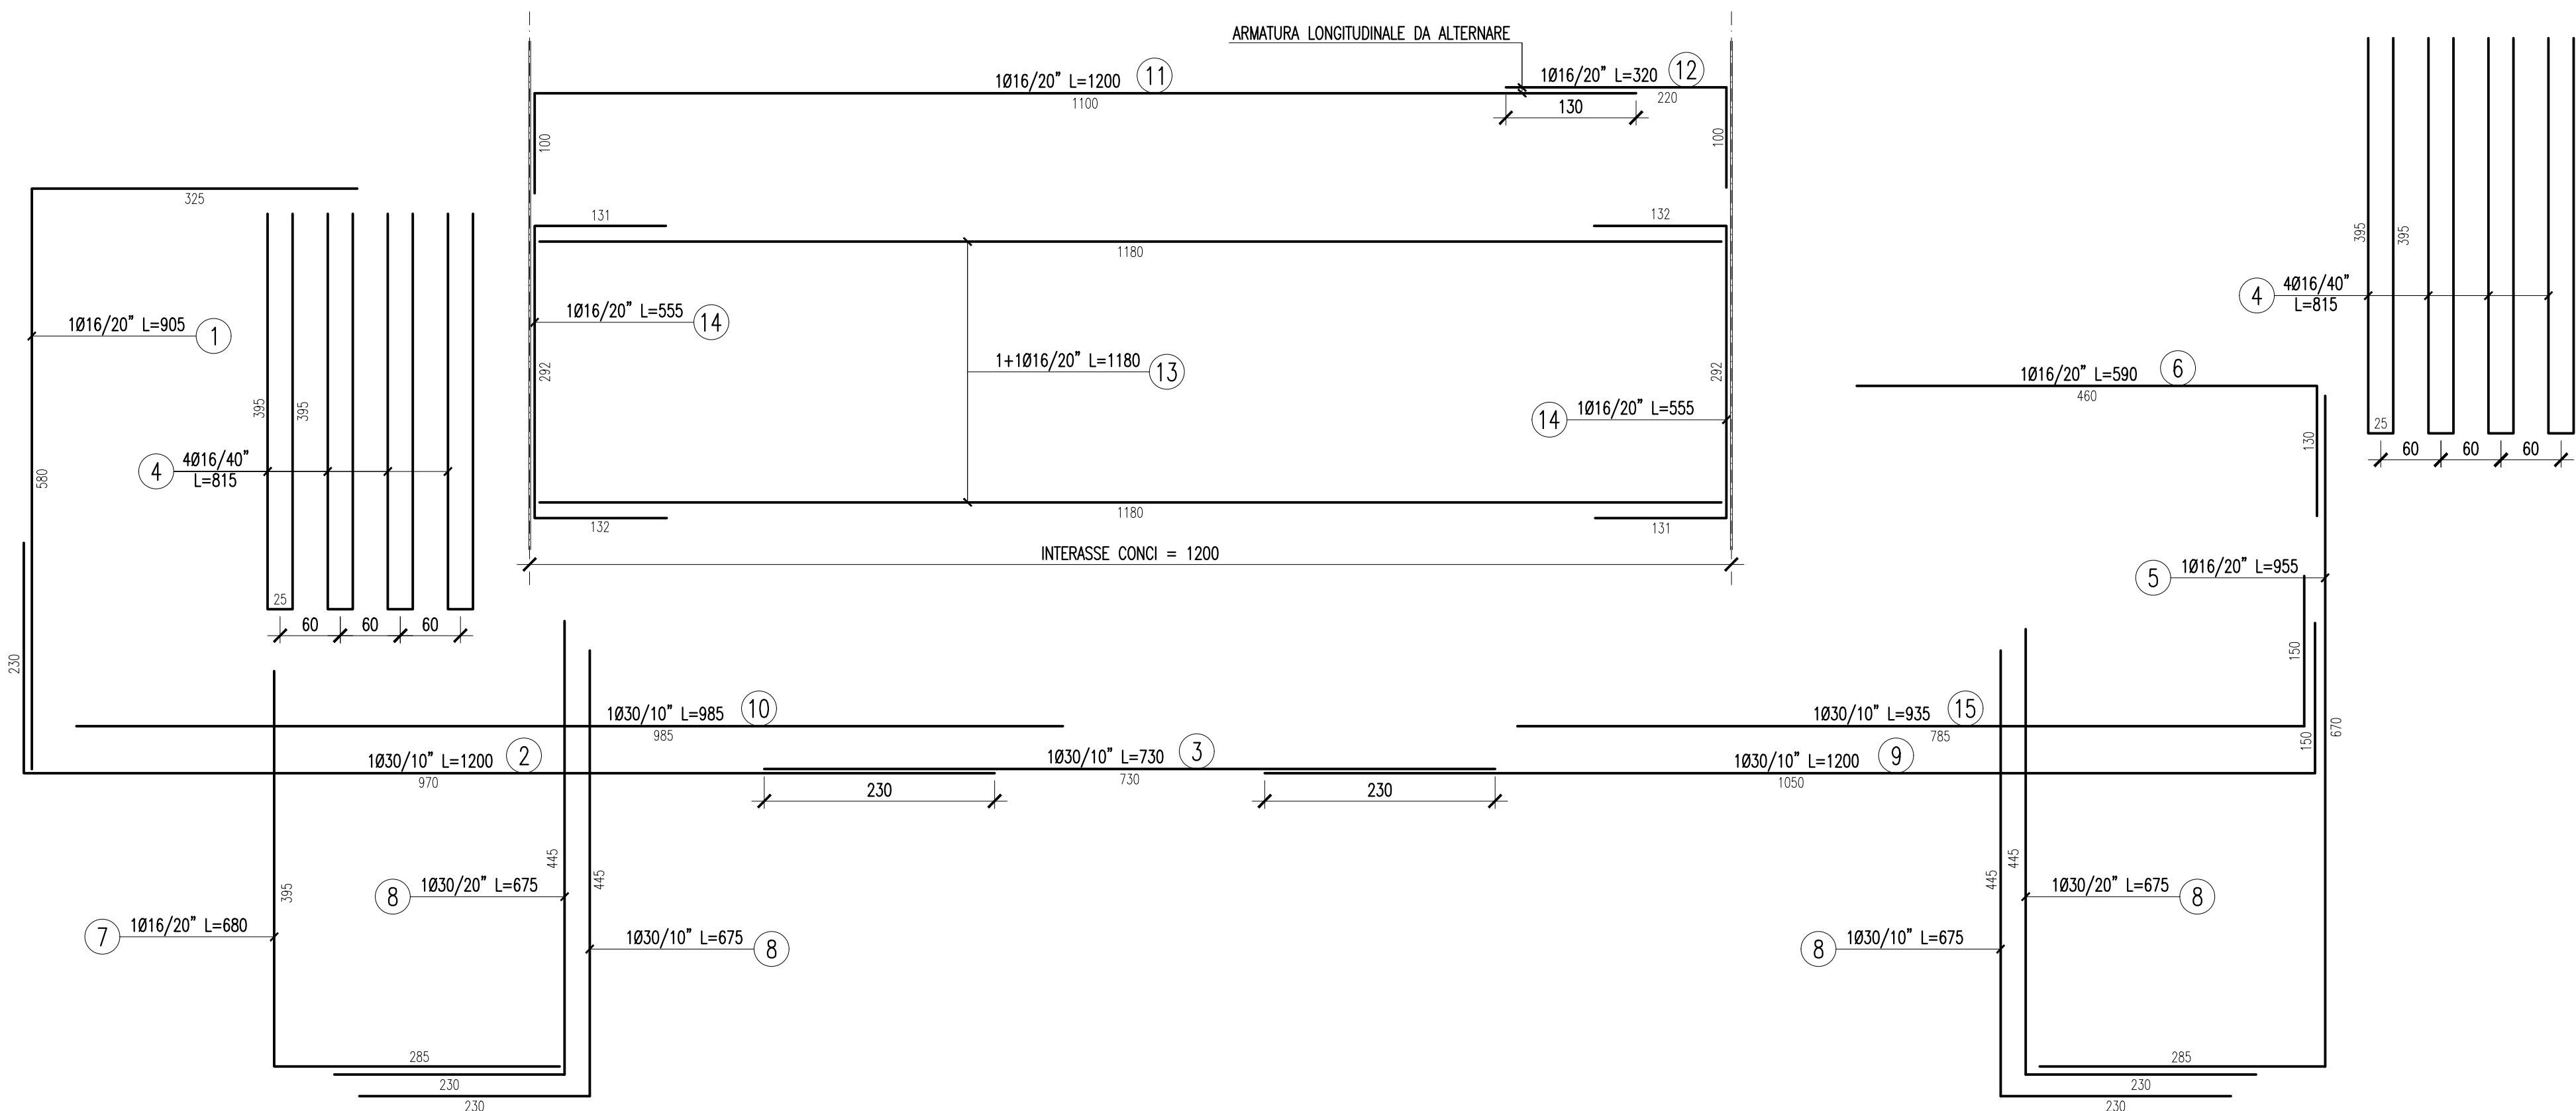 ARMATURA LONGITUDINALE DA ALTERNARE
1Ø16/20” L=1200 11
1100
1Ø16/20” L=320 12
220
130
100
100
325
131
132
1180
395
395
4 4Ø16/40”
L=815
25
60 60 60
1Ø16/20” L=905 1
580
1Ø16/20” L=555 14
292
1+1Ø16/20” L=1180 13
292
14 1Ø16/20” L=555
1Ø16/20” L=590 6
460
130
395
395
4 4Ø16/40”
L=815
25
60 60 60
1180
132
131
INTERASSE CONCI = 1200
5 1Ø16/20” L=955
230
150
670
1Ø30/10” L=985 10
985
1Ø30/10” L=935 15
785
150
1Ø30/10” L=1200 2
970
1Ø30/10” L=730 3
730
1Ø30/10” L=1200 9
1050
230
230
395
445
8 1Ø30/20” L=675
445
7 1Ø16/20” L=680
1Ø30/10” L=675 8
445
445
1Ø30/20” L=675 8
8 1Ø30/10” L=675
285
230
230
285
230
230